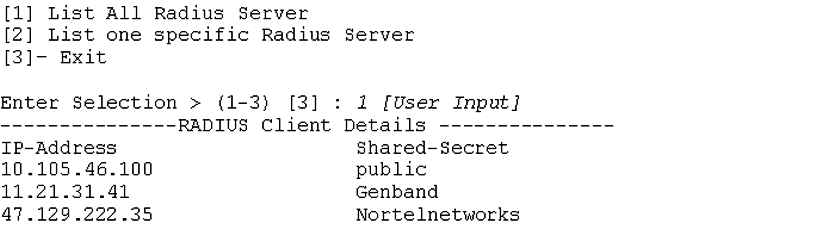 [1] List All Radius Server
[2] List one specific Radius Server
[3]- Exit
Enter Selection > (1-3) [3] : 1 [User Input]
---------------RADIUS Client Details ---------------
IP-Address Shared-Secret
10.105.46.100 public
11.21.31.41 Genband
47.129.222.35 Nortelnetworks